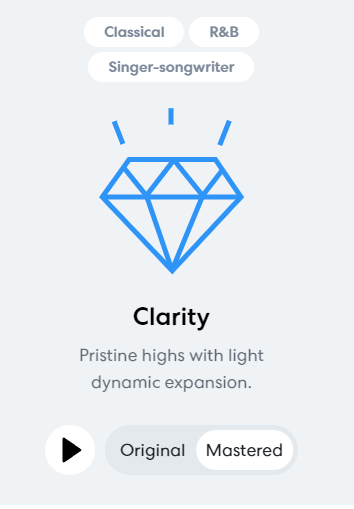 Classical R&B
Singer-songwriter
Clarity
Pristine highs with light
dynamic expansion.
Original Mastered